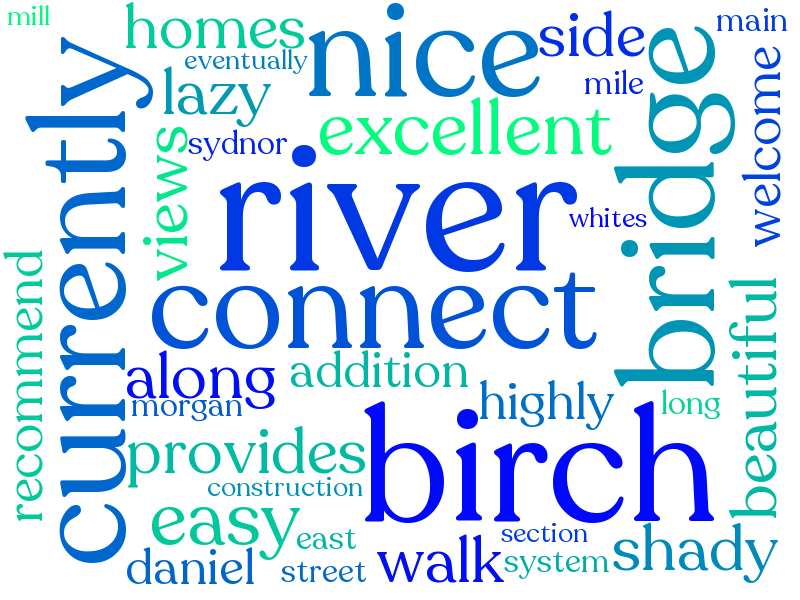 mill
homes
nice
side
main
eventually
lazy
mile
currently
sydnor
excellent
bridge
welcome
views
river
whites
recommend
connect
beautiful
along
addition
morgan
highly
long
provides
birch
construction
easy
east
section
daniel
street
walk
system
shady